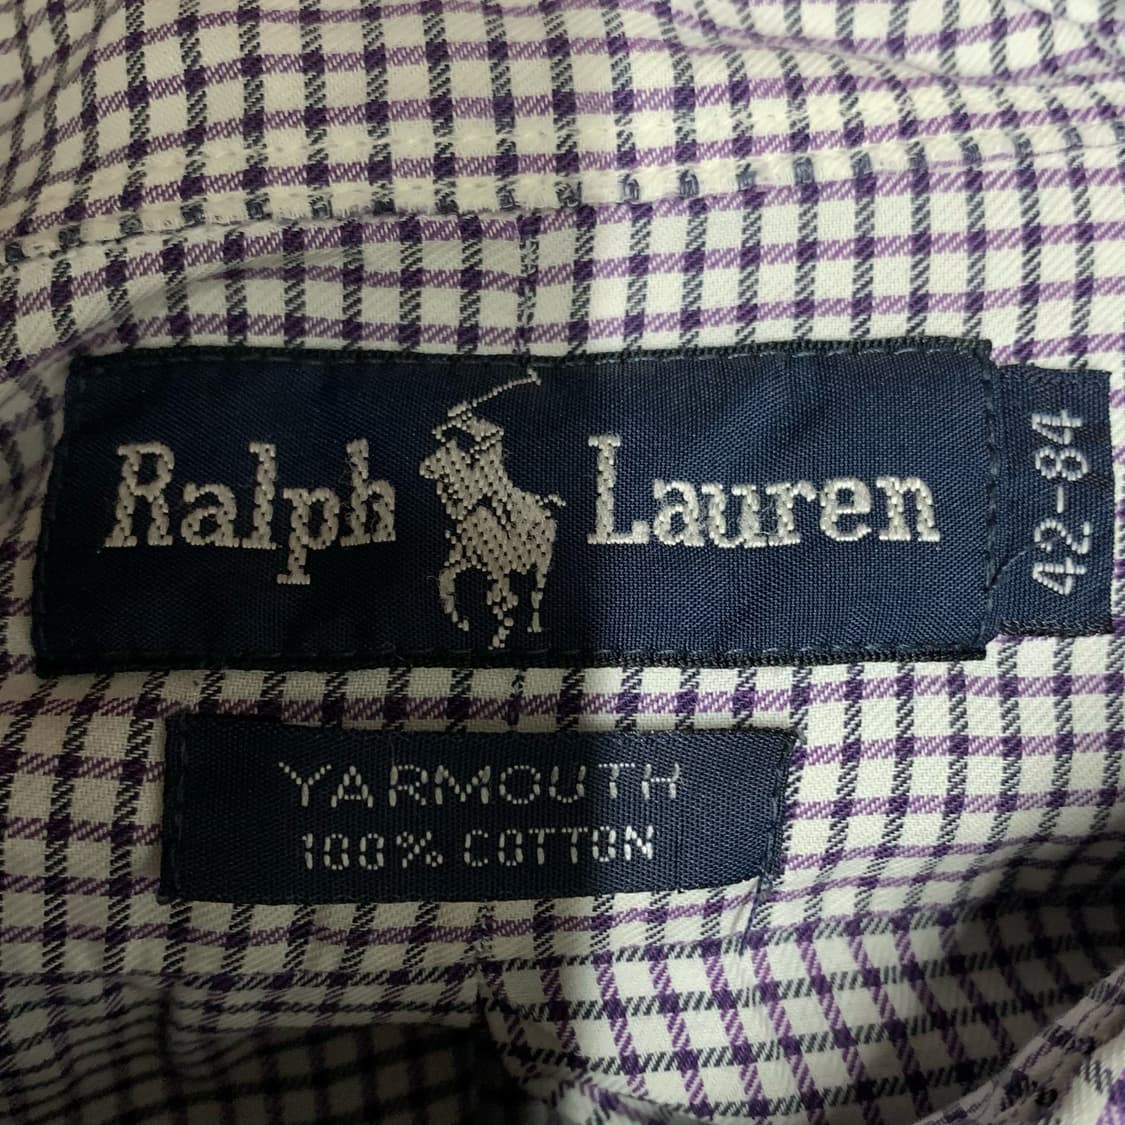 Ralph Lauren
42-84
YARMOUTH
100% COTTON